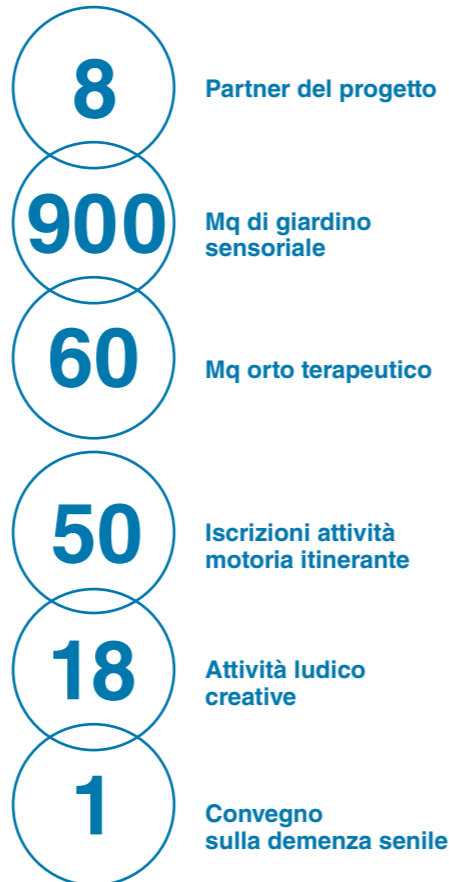 8
Partner del progetto
900
Mq di giardino
sensoriale
60
Mq orto terapeutico
50
Iscrizioni attività
motoria itinerante
18
Attività ludico
creative
1
Convegno
sulla demenza senile